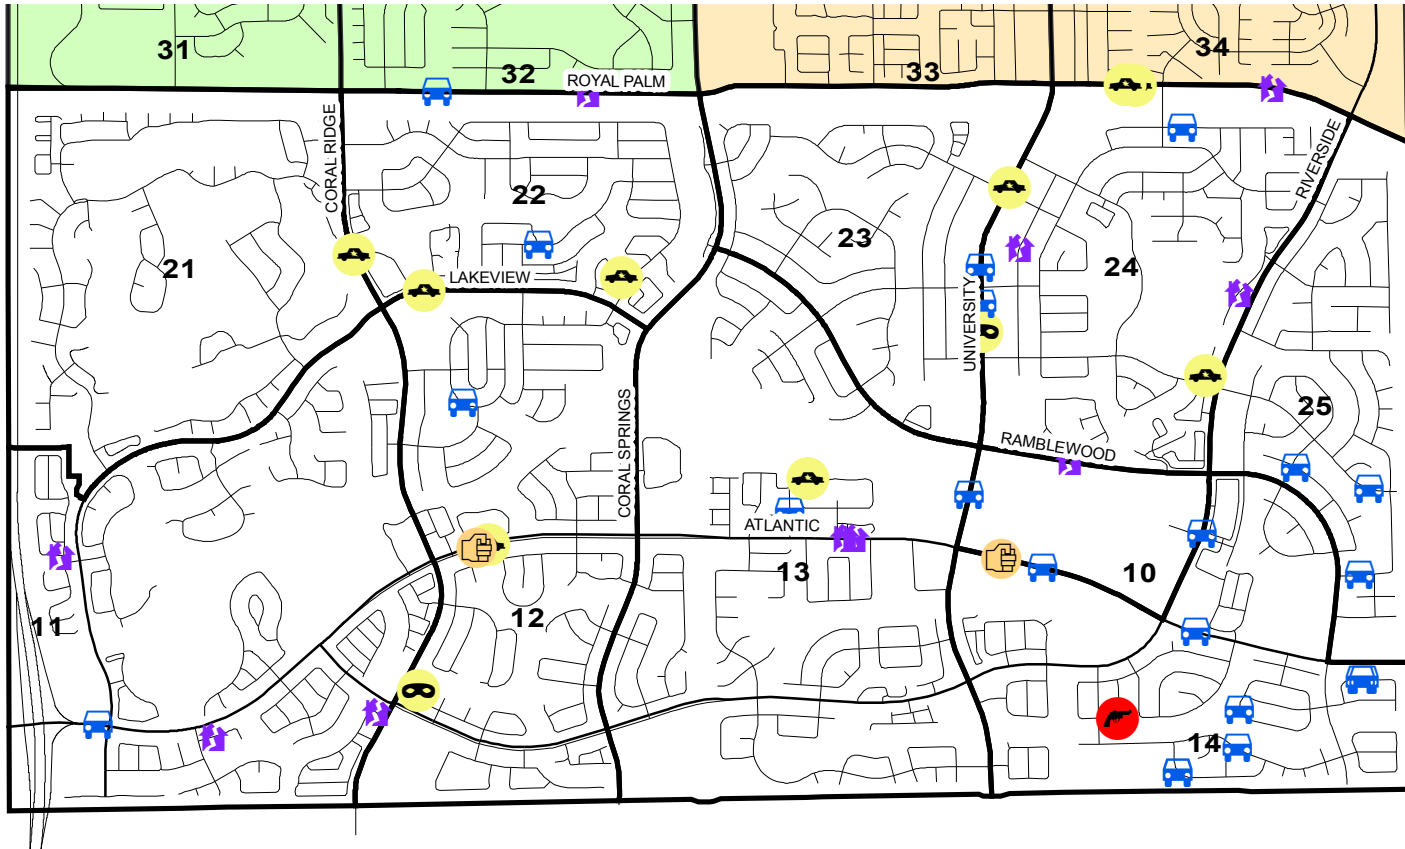 31
32
33
34
ROYAL PALM
CORAL RIDGE
RIVERSIDE
22
23
24
21
LAKEVIEW
UNIVERSITY
25
CORAL SPRINGS
RAMBLEWOOD
ATLANTIC
13
10
12
11
14